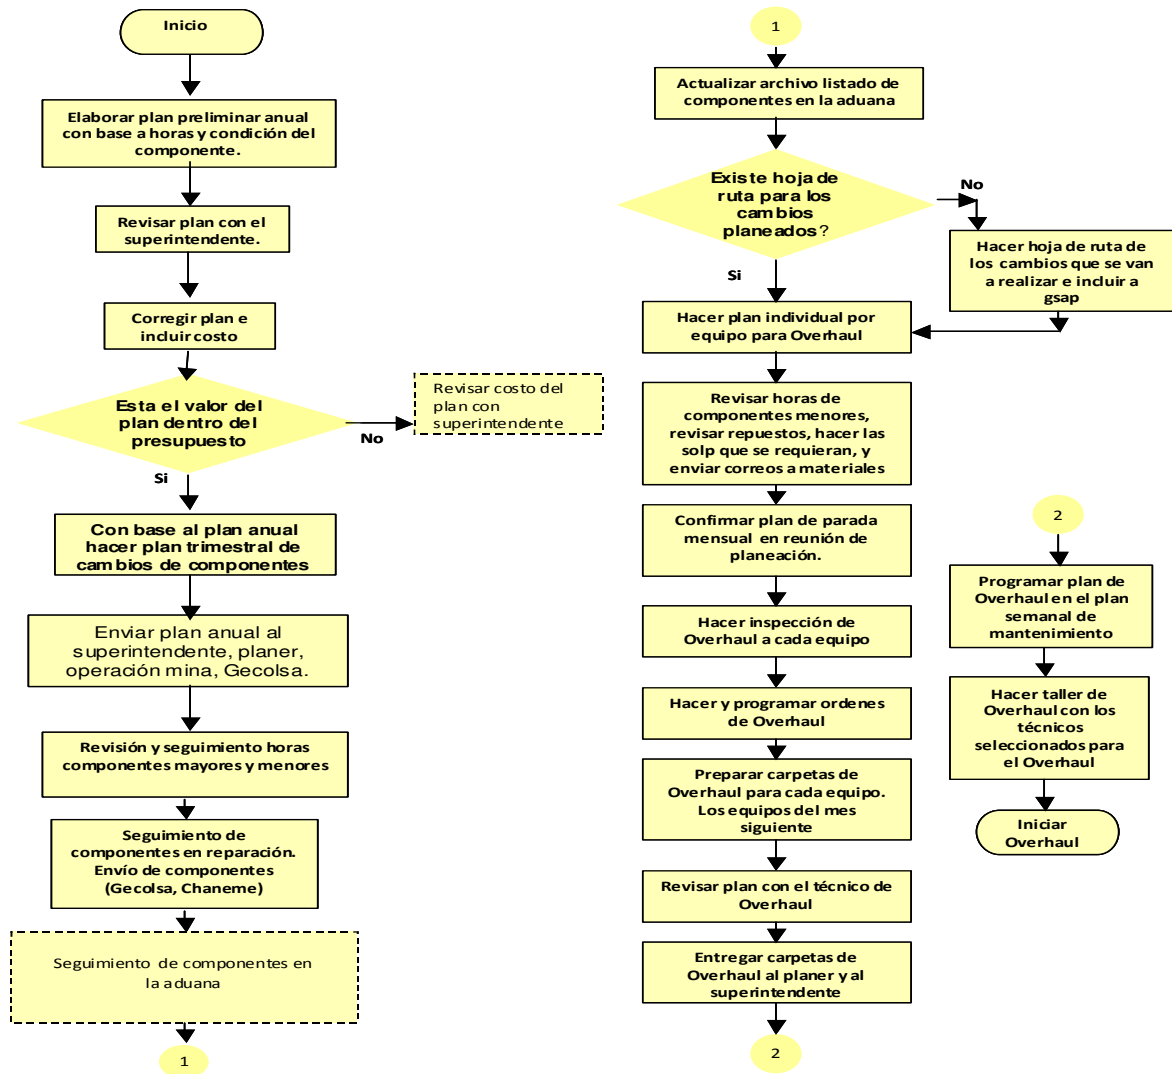 Inicio
Elaborar plan preliminar anual
con base a horas y condición del
componente.
Revisar plan con el
superintendente.
Corregir plan e
incluir costo
Esta el valor del
plan dentro del
presupuesto
No
Revisar costo del
plan con
superintendente
Si
Con base al plan anual
hacer plan trimestral de
cambios de componentes
Enviar plan anual al
superintendente, planer,
operación mina, Gecolsa.
Revisión y seguimiento horas
componentes mayores y menores
Seguimiento de
componentes en reparación.
Envío de componentes
(Gecolsa, Chaneme)
Seguimiento de componentes en
la aduana
1
1
Actualizar archivo listado de
componentes en la aduana
Existe hoja de
ruta para los
cambios
planeados?
No
Hacer hoja de ruta de
los cambios que se van
a realizar e incluir a
gsap
Si
Hacer plan individual por
equipo para Overhaul
Revisar horas de
componentes menores,
revisar repuestos, hacer las
solp que se requieran, y
enviar correos a materiales
Confirmar plan de parada
mensual en reunión de
planeación.
Hacer inspección de
Overhaul a cada equipo
Hacer y programar ordenes
de Overhaul
Preparar carpetas de
Overhaul para cada equipo.
Los equipos del mes
siguiente
Revisar plan con el técnico de
Overhaul
Entregar carpetas de
Overhaul al planer y al
superintendente
2
2
Programar plan de
Overhaul en el plan
semanal de
mantenimiento
Hacer taller de
Overhaul con los
técnicos
seleccionados para
el Overhaul
Iniciar
Overhaul